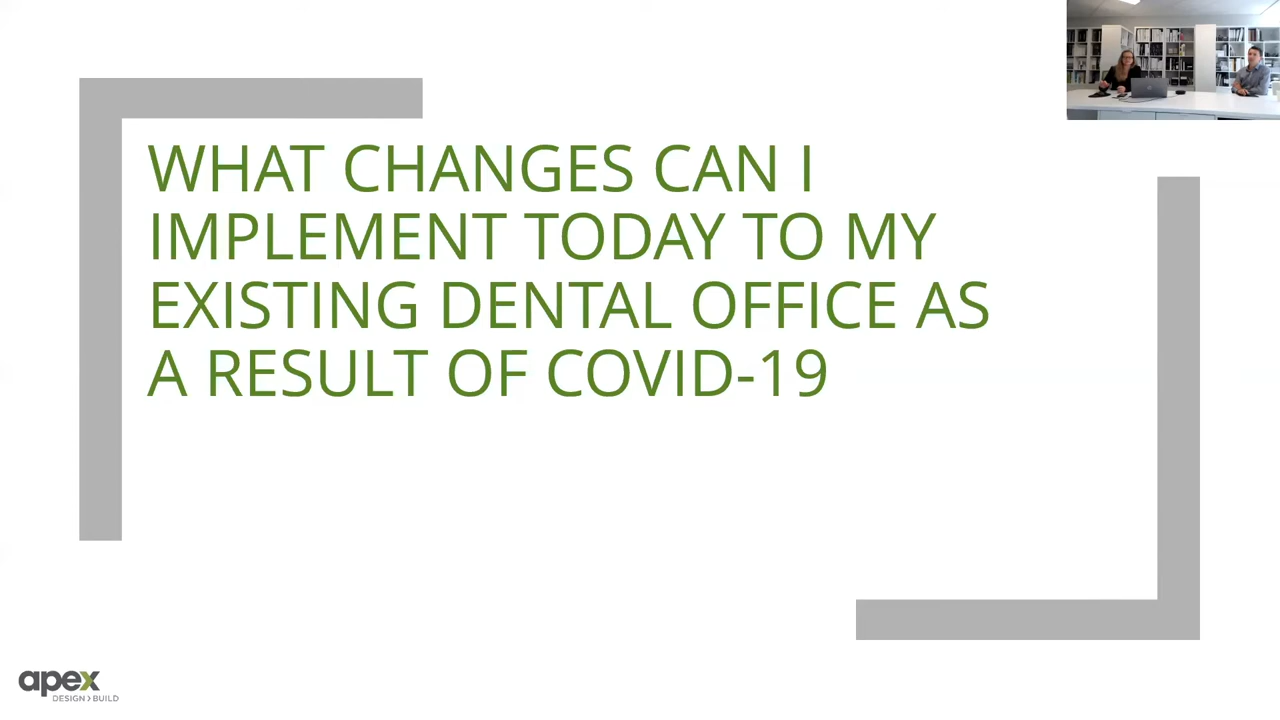 WHAT CHANGES CAN I
IMPLEMENT TODAY TO MY
EXISTING DENTAL OFFICE AS
A RESULT OF COVID-19
apex
DESIGN > BUILD